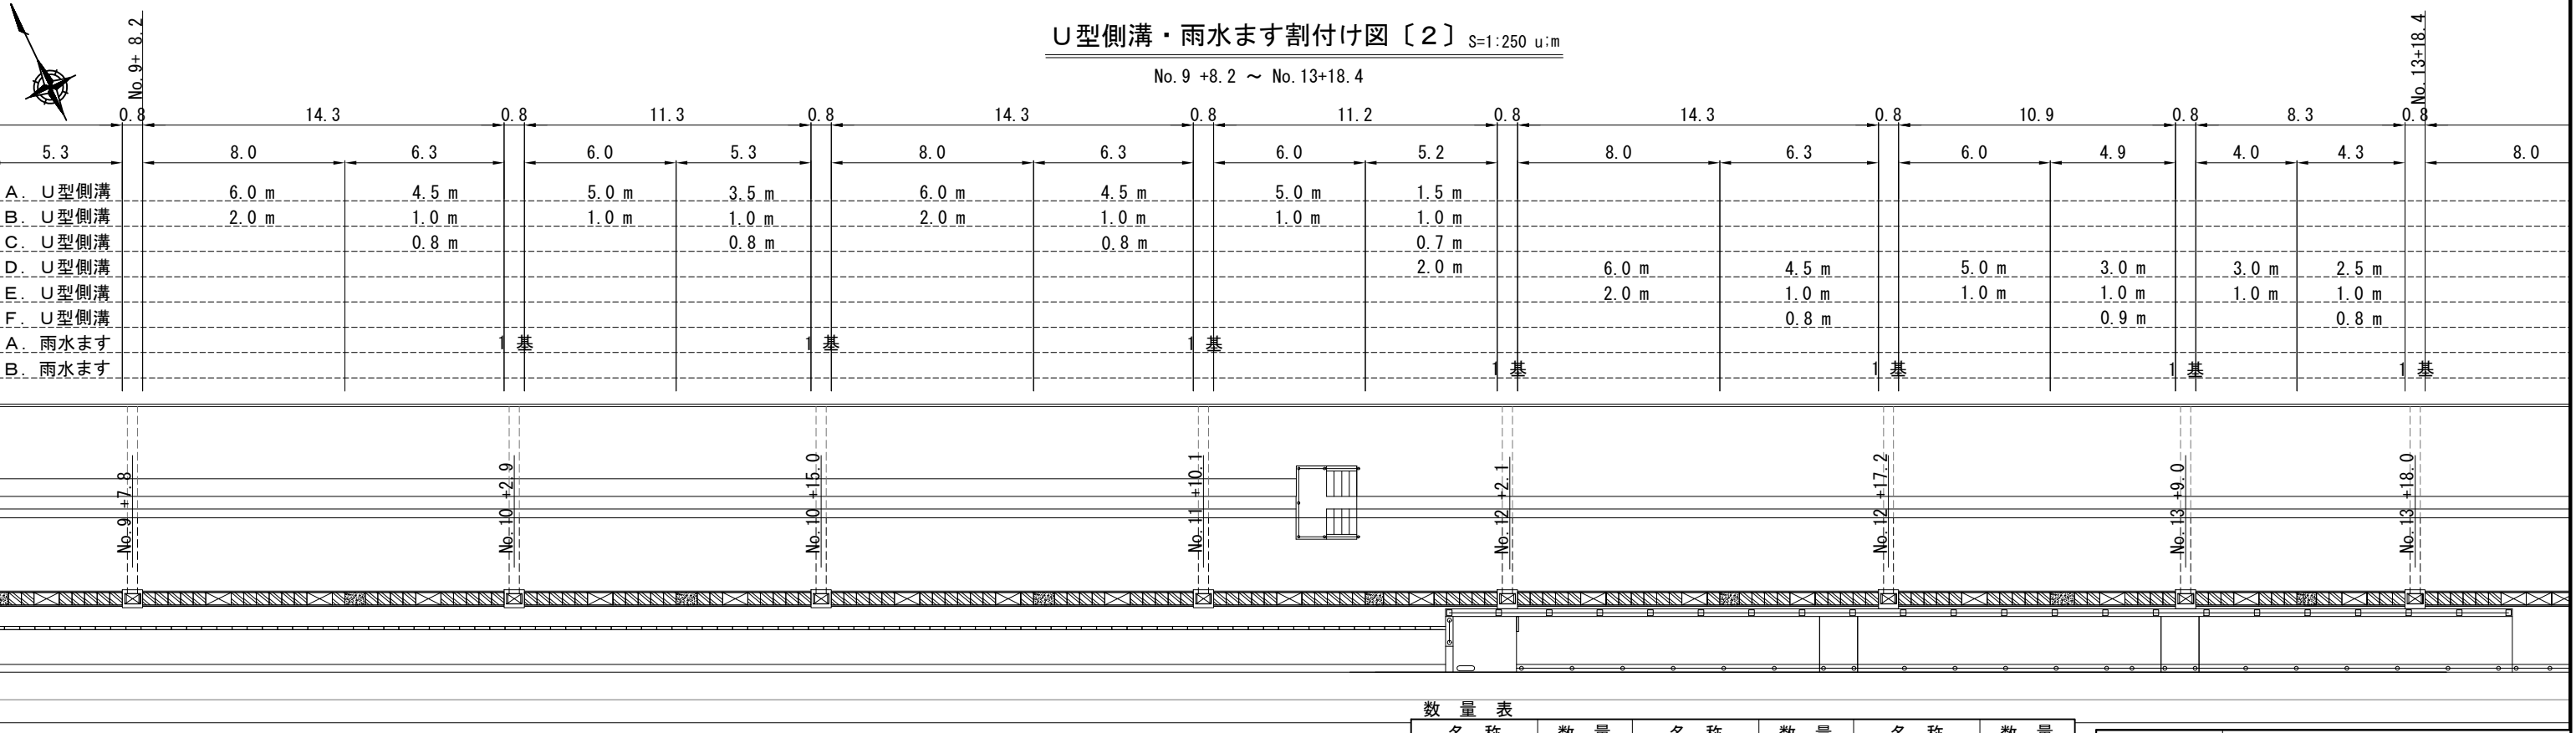 U型側溝・雨水ます割付け図〔２〕 S=1:250 u;m
No.9 +8.2 ～ No.13+18.4
No.9+ 8.2
No.13+18.4
0.8 14.3 0.8 11.3 0.8 14.3 0.8 11.2 0.8 14.3 0.8 10.9 0.8 8.3 0.8
5.3 8.0 6.3 6.0 5.3 8.0 6.3 6.0 5.2 8.0 6.3 6.0 4.9 4.0 4.3 8.0
A. U型側溝 6.0 m 4.5 m 5.0 m 3.5 m 6.0 m 4.5 m 5.0 m 1.5 m
B. U型側溝 2.0 m 1.0 m 1.0 m 1.0 m 2.0 m 1.0 m 1.0 m 1.0 m
C. U型側溝 0.8 m 0.8 m 0.8 m 0.7 m
D. U型側溝 2.0 m 6.0 m 4.5 m 5.0 m 3.0 m 3.0 m 2.5 m
E. U型側溝 2.0 m 1.0 m 1.0 m 1.0 m 1.0 m 1.0 m
F. U型側溝 0.8 m 0.9 m 0.8 m
A. 雨水ます 1 基 1 基 1 基
B. 雨水ます 1 基 1 基 1 基 1 基
No.9 +7.8
No.10 +2.9
No.10 +15.0
No.11 +10.1
No.12 +2.1
No.12 +17.2
No.13 +9.0
No.13 +18.0
数 量 表
名 称 数 量 名 称 数 量 名 称 数 量